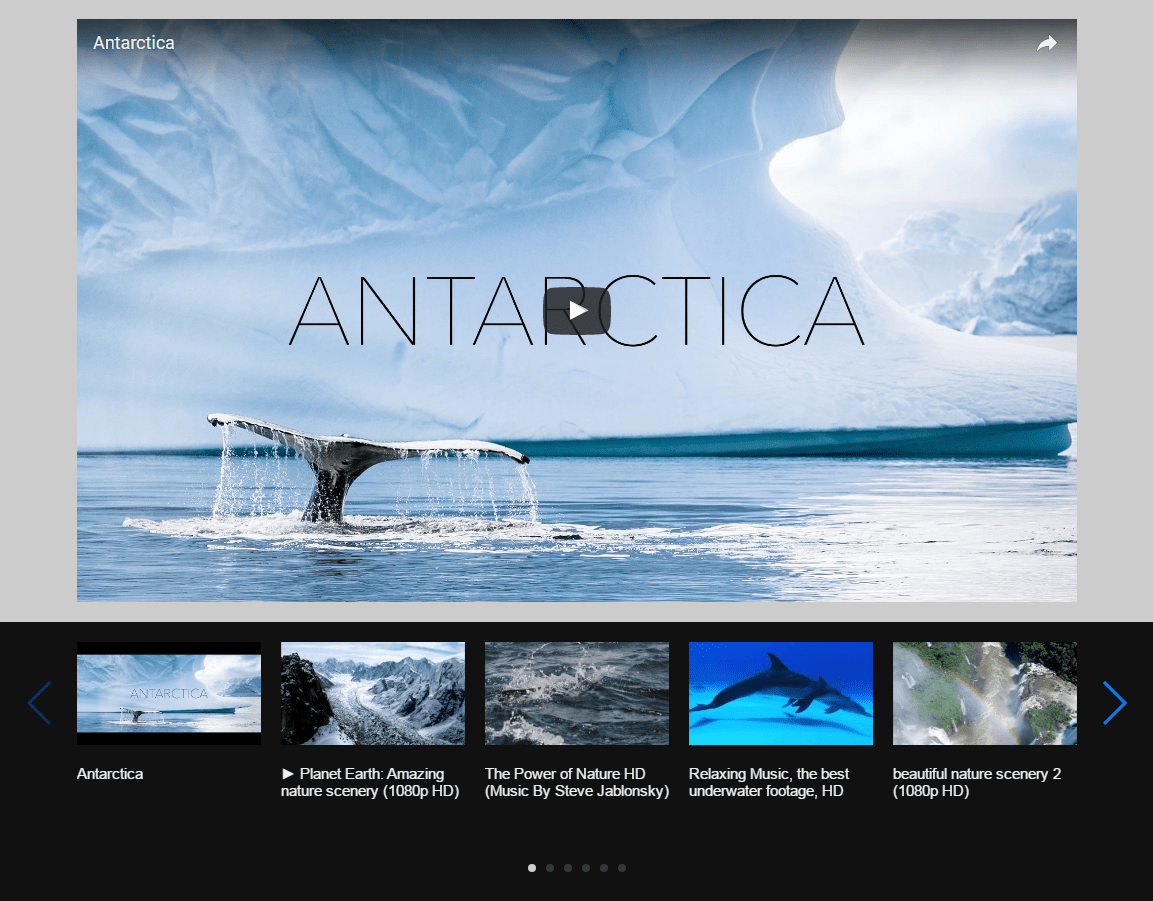 Antarctica
ANTARCTICA
ANTARCTICA
Antarctica
► Planet Earth: Amazing
nature scenery (1080p HD)
The Power of Nature HD
(Music By Steve Jablonsky)
Relaxing Music, the best
underwater footage, HD
beautiful nature scenery 2
(1080p HD)